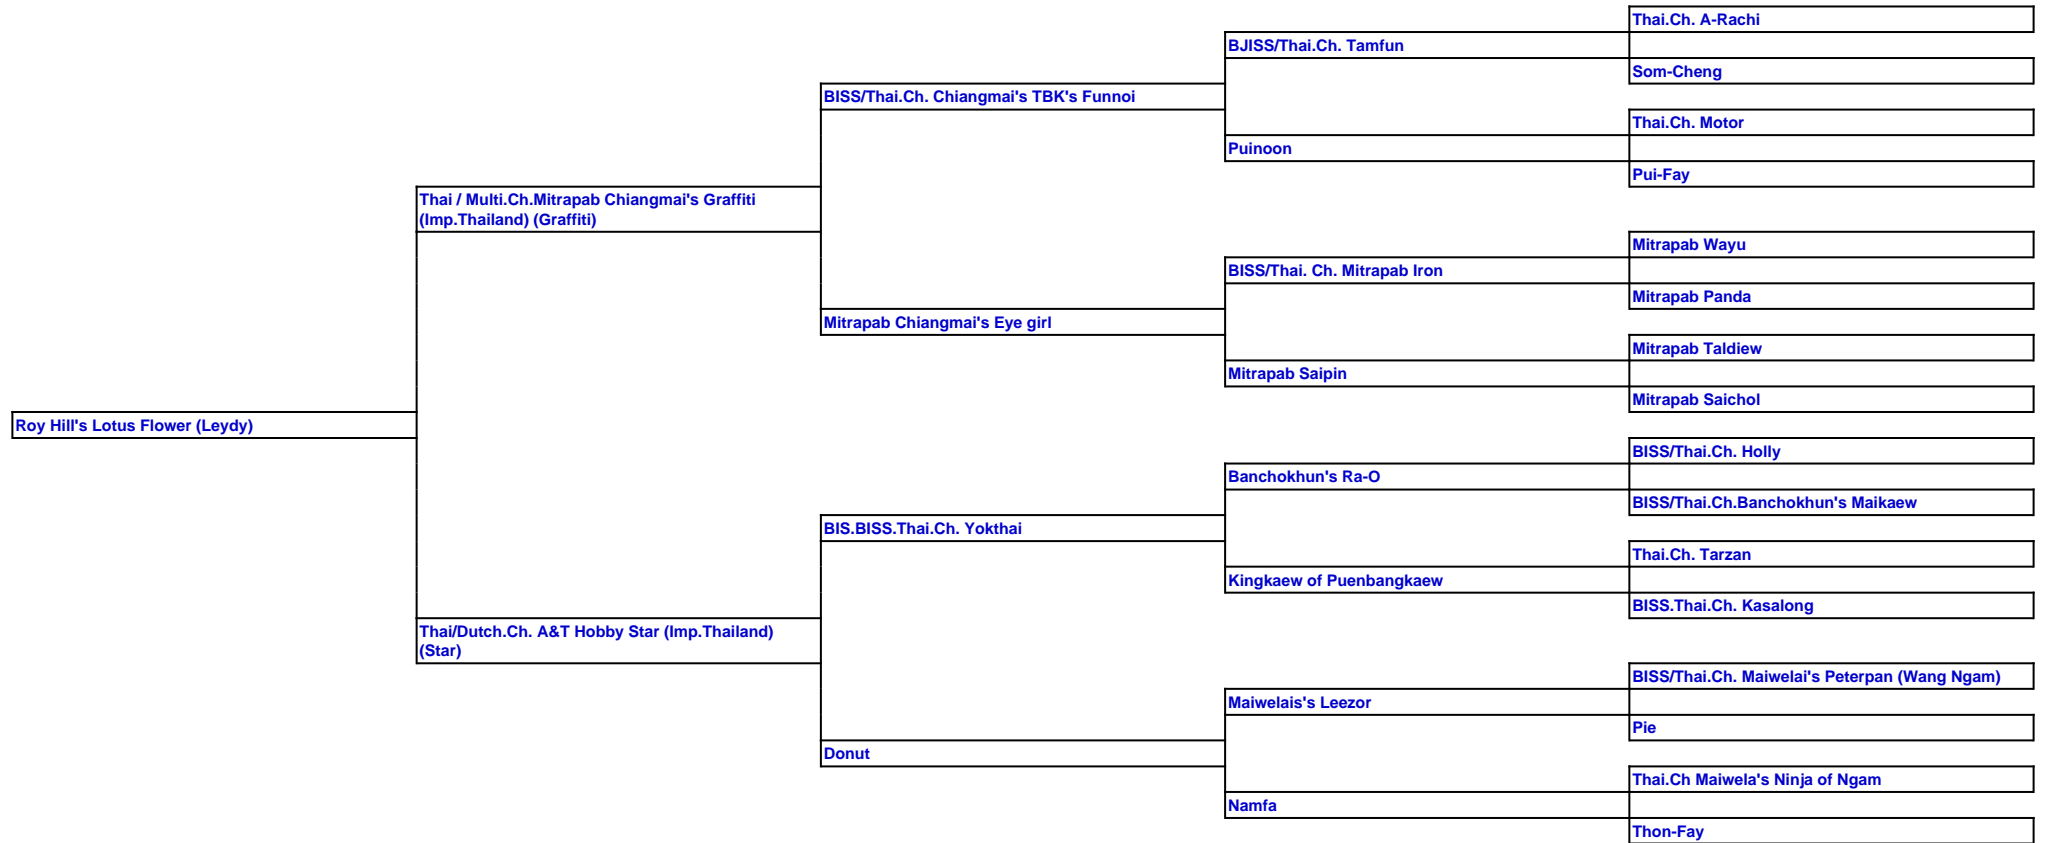 Thai.Ch. A-Rachi
BJISS/Thai.Ch. Tamfun
Som-Cheng
BISS/Thai.Ch. Chiangmai's TBK's Funnoi
Thai.Ch. Motor
Puinoon
Pui-Fay
Thai / Multi.Ch.Mitrapab Chiangmai's Graffiti
(Imp.Thailand) (Graffiti)
Mitrapab Wayu
BISS/Thai. Ch. Mitrapab Iron
Mitrapab Panda
Mitrapab Chiangmai's Eye girl
Mitrapab Taldiew
Mitrapab Saipin
Mitrapab Saichol
Roy Hill's Lotus Flower (Leydy)
BISS/Thai.Ch. Holly
Banchokhun's Ra-O
BISS/Thai.Ch.Banchokhun's Maikaew
BIS.BISS.Thai.Ch. Yokthai
Thai.Ch. Tarzan
Kingkaew of Puenbangkaew
BISS.Thai.Ch. Kasalong
Thai/Dutch.Ch. A&T Hobby Star (Imp.Thailand)
(Star)
BISS/Thai.Ch. Maiwelai's Peterpan (Wang Ngam)
Maiwelais's Leezor
Pie
Donut
Thai.Ch Maiwela's Ninja of Ngam
Namfa
Thon-Fay